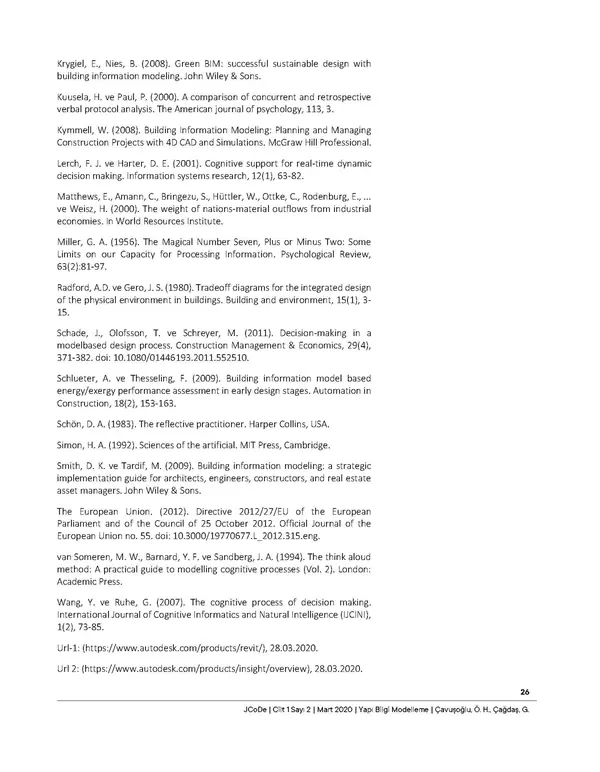 Krygiel, E., Nies, B. (2008). Green BIM: successful sustainable design with
building information modeling. John Wiley & Sons.
Kuusela, H. ve Paul, P. (2000). A comparison of concurrent and retrospective
verbal protocol analysis. The American journal of psychology, 113, 3.
Kymmell, W. (2008). Building Information Modeling: Planning and Managing
Construction Projects with 4D CAD and Simulations. McGraw Hill Professional.
Lerch, F. J. ve Harter, D. E. (2001). Cognitive support for real-time dynamic
decision making. Information systems research, 12(1), 63-82.
Matthews, E., Amann, C., Bringezu, S., Hüttler, W., Ottke, C., Rodenburg, E., ...
ve Weisz, H. (2000). The weight of nations-material outflows from industrial
economies. In World Resources Institute.
Miller, G. A. (1956). The Magical Number Seven, Plus or Minus Two: Some
Limits on our Capacity for Processing Information. Psychological Review,
63(2):81-97.
Radford, A.D. ve Gero, J. S. (1980). Tradeoff diagrams for the integrated design
of the physical environment in buildings. Building and environment, 15(1), 3-
15.
Schade, J., Olofsson, T. ve Schreyer, M. (2011). Decision-making in a
modelbased design process. Construction Management & Economics, 29(4),
371-382. doi: 10.1080/01446193.2011.552510.
Schlueter, A. ve Thesseling, F. (2009). Building information model based
energy/exergy performance assessment in early design stages. Automation in
Construction, 18(2), 153-163.
Schön, D. A. (1983). The reflective practitioner. Harper Collins, USA.
Simon, H. A. (1992). Sciences of the artificial. MIT Press, Cambridge.
Smith, D. K. ve Tardif, M. (2009). Building information modeling: a strategic
implementation guide for architects, engineers, constructors, and real estate
asset managers. John Wiley & Sons.
The European Union. (2012). Directive 2012/27/EU of the European
Parliament and of the Council of 25 October 2012. Official Journal of the
European Union no. 55. doi: 10.3000/19770677.L_2012.315.eng.
van Someren, M. W., Barnard, Y. F. ve Sandberg, J. A. (1994). The think aloud
method: A practical guide to modelling cognitive processes (Vol. 2). London:
Academic Press.
Wang, Y. ve Ruhe, G. (2007). The cognitive process of decision making.
International Journal of Cognitive Informatics and Natural Intelligence (IJCINI),
1(2), 73-85.
Url-1: (https://www.autodesk.com/products/revit/), 28.03.2020.
Url 2: (https://www.autodesk.com/products/insight/overview), 28.03.2020.
26
JCoDe | Cilt 1 Sayı 2 | Mart 2020 | Yapı Bilgi Modelleme | Çavuşoğlu, Ö. H., Çağdaş, G.